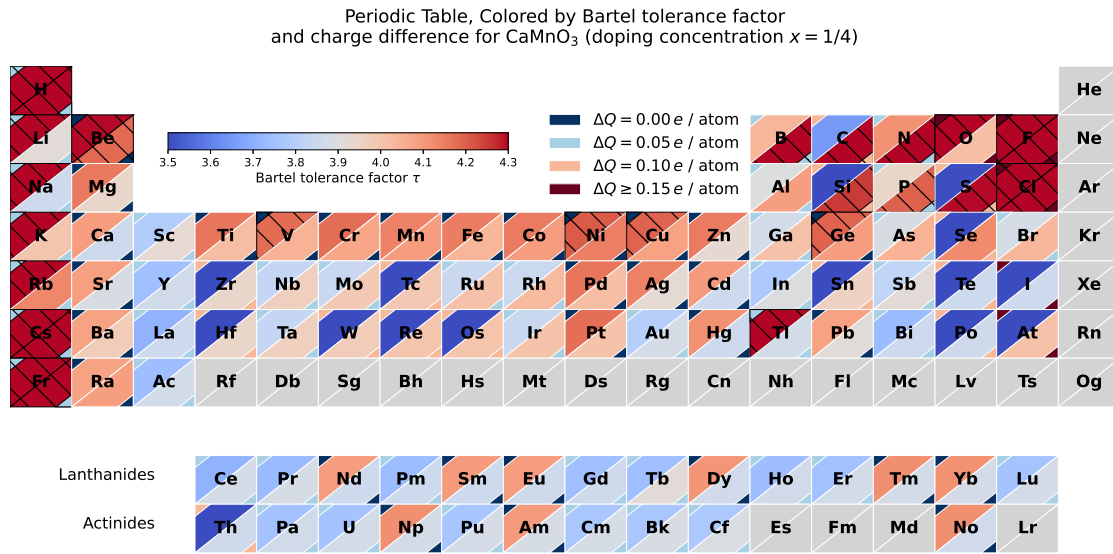 Periodic Table, Colored by Bartel tolerance factor
and charge difference for CaMnO₃ (doping concentration x = 1/4)
H He
Li Be B C N O F Ne
Na Mg Al Si P S Cl Ar
K Ca Sc Ti V Cr Mn Fe Co Ni Cu Zn Ga Ge As Se Br Kr
Rb Sr Y Zr Nb Mo Tc Ru Rh Pd Ag Cd In Sn Sb Te I Xe
Cs Ba La Hf Ta W Re Os Ir Pt Au Hg Tl Pb Bi Po At Rn
Fr Ra Ac Rf Db Sg Bh Hs Mt Ds Rg Cn Nh Fl Mc Lv Ts Og
3.5 3.6 3.7 3.8 3.9 4.0 4.1 4.2 4.3
Bartel tolerance factor τ
ΔQ = 0.00 e / atom
ΔQ = 0.05 e / atom
ΔQ = 0.10 e / atom
ΔQ ≥ 0.15 e / atom
Lanthanides Ce Pr Nd Pm Sm Eu Gd Tb Dy Ho Er Tm Yb Lu
Actinides Th Pa U Np Pu Am Cm Bk Cf Es Fm Md No Lr